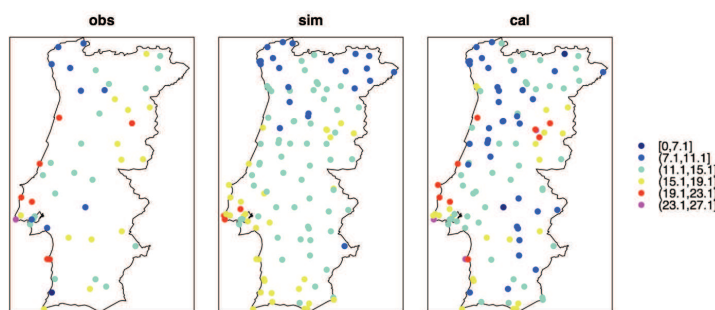 obs
sim
cal
[0,7.1]
(7.1,11.1]
(11.1,15.1]
(15.1,19.1]
(19.1,23.1]
(23.1,27.1]